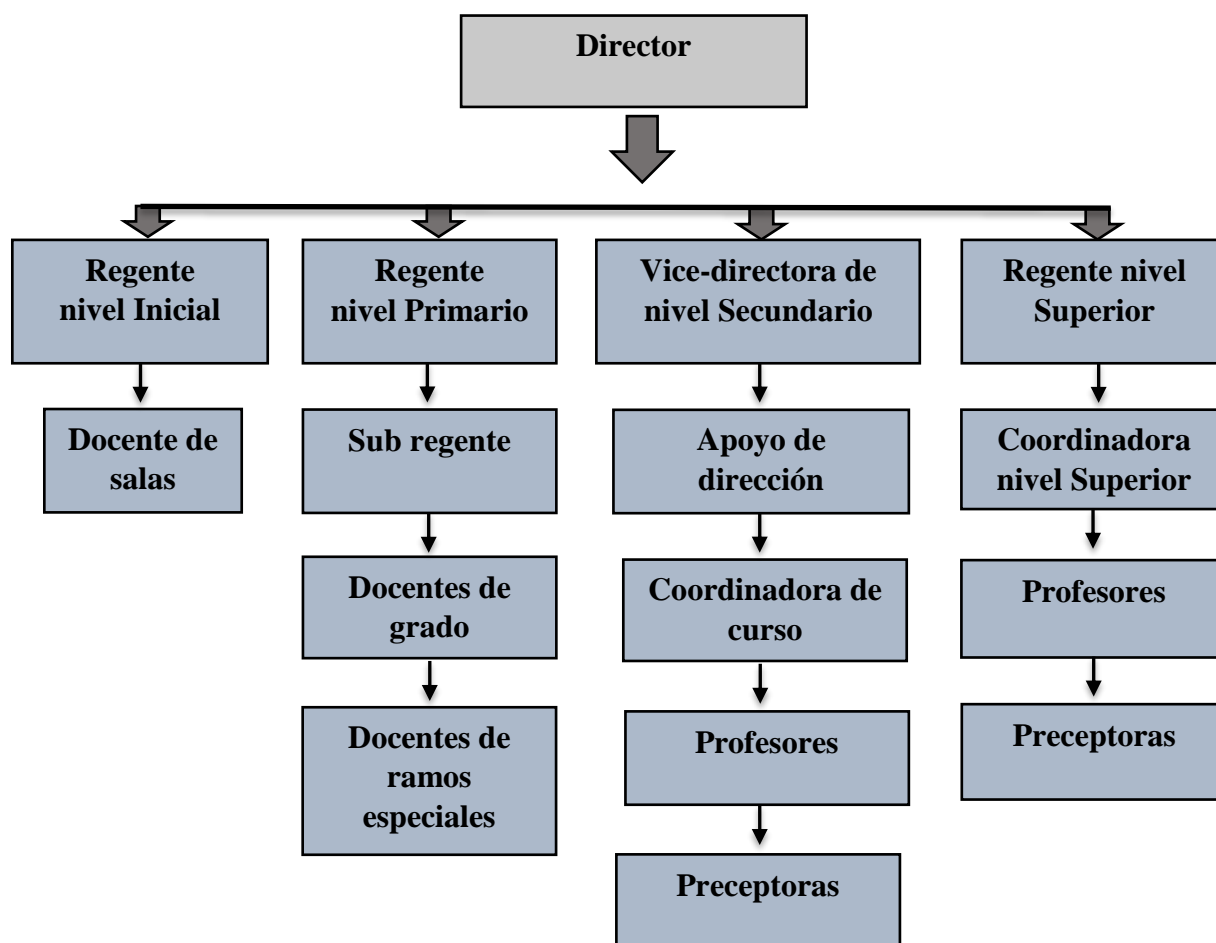 Director
Regente
nivel Inicial
Regente
nivel Primario
Vice-directora de
nivel Secundario
Regente nivel
Superior
Docente de
salas
Sub regente
Apoyo de
dirección
Coordinadora
nivel Superior
Docentes de
grado
Coordinadora de
curso
Profesores
Docentes de
ramos
especiales
Profesores
Preceptoras
Preceptoras